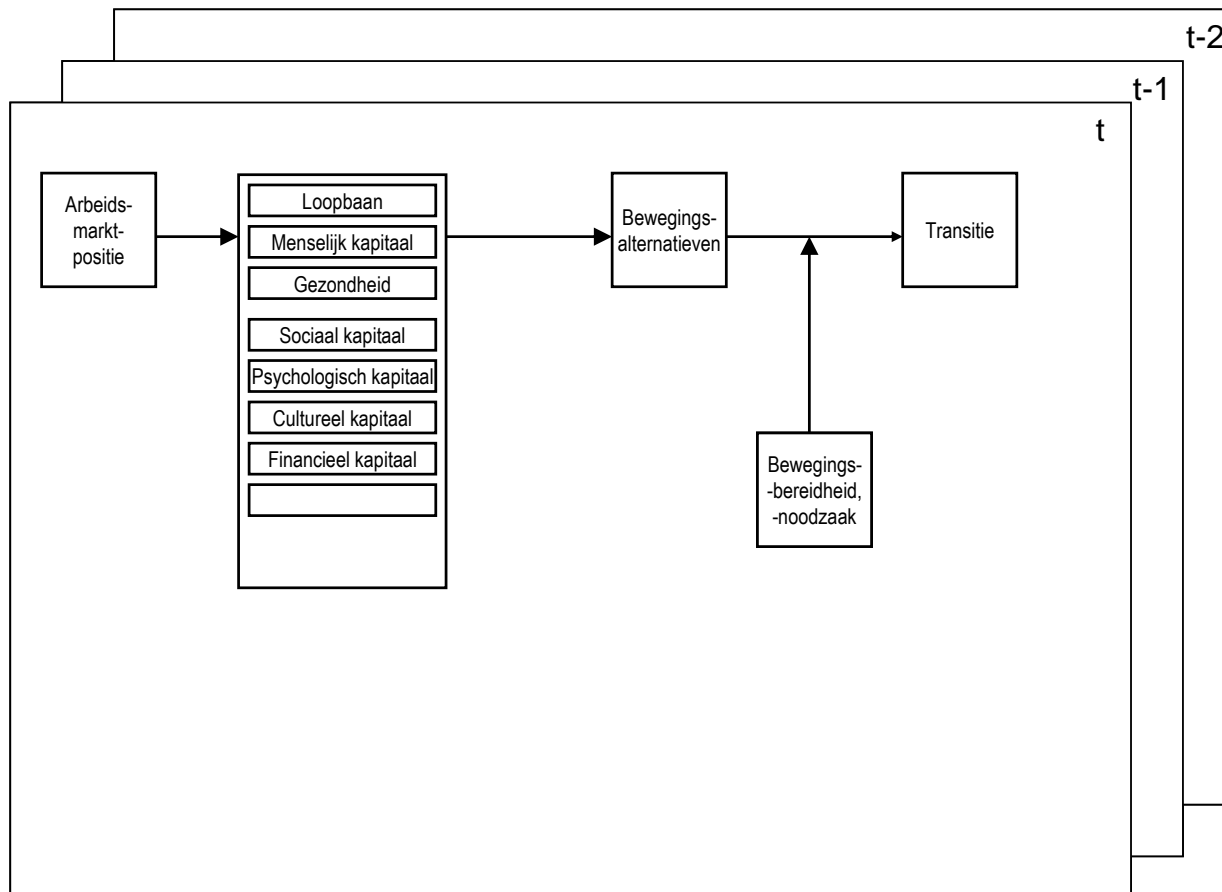 t-2
t-1
t
Arbeids-
markt-
positie
Loopbaan
Menselijk kapitaal
Gezondheid
Sociaal kapitaal
Psychologisch kapitaal
Cultureel kapitaal
Financieel kapitaal
Bewegings-
alternatieven
Transitie
Bewegings-
-bereidheid,
-noodzaak